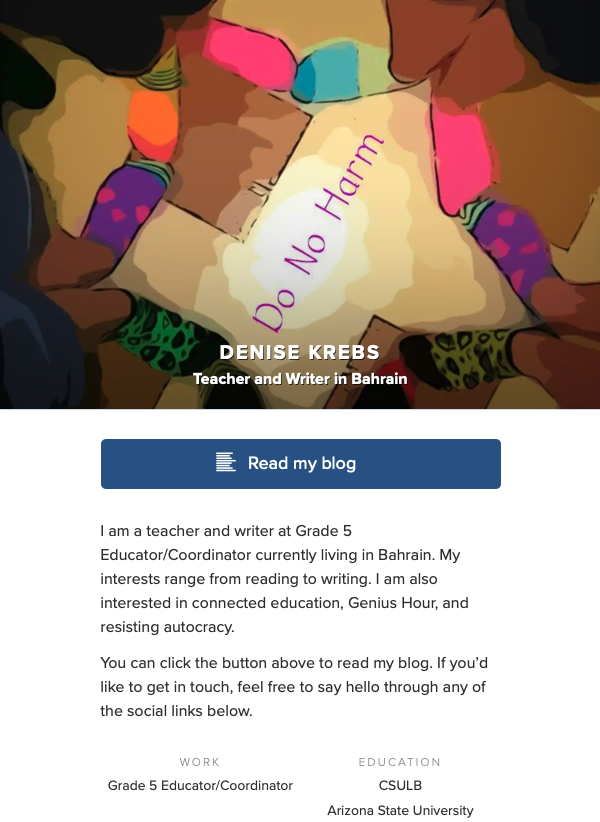 Do No Harm
DENISE KREBS
Teacher and Writer in Bahrain
Read my blog
I am a teacher and writer at Grade 5
Educator/Coordinator currently living in Bahrain. My
interests range from reading to writing. I am also
interested in connected education, Genius Hour, and
resisting autocracy.
You can click the button above to read my blog. If you’d
like to get in touch, feel free to say hello through any of
the social links below.
WORK
Grade 5 Educator/Coordinator
EDUCATION
CSULB
Arizona State University